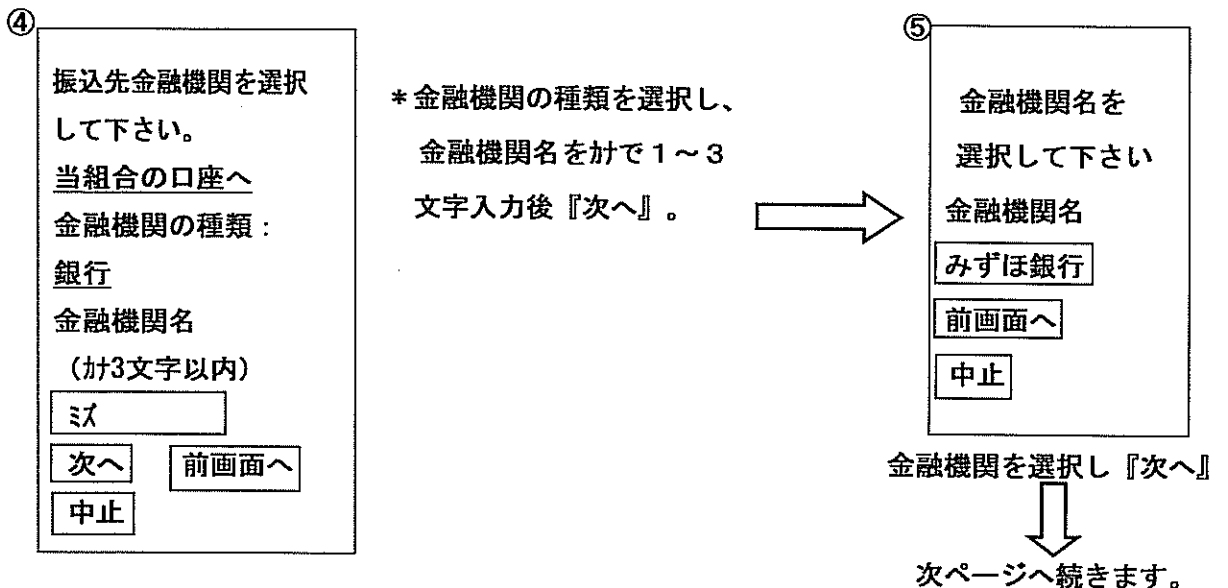 ④
振込先金融機関を選択
して下さい。
当組合の口座へ
金融機関の種類：
銀行
金融機関名
（ｶﾅ3文字以内）
ﾐｽﾞ
次へ
前画面へ
中止
＊金融機関の種類を選択し、
金融機関名をｶﾅで１～３
文字入力後『次へ』。
⑤
金融機関名を
選択して下さい
金融機関名
みずほ銀行
前画面へ
中止
金融機関を選択し『次へ』
次ページへ続きます。